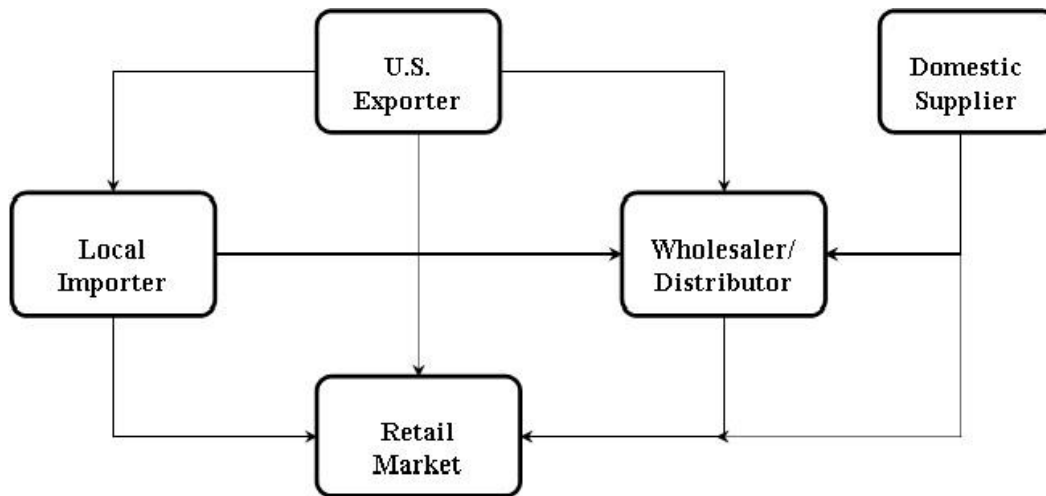 U.S.
Exporter
Domestic
Supplier
Local
Importer
Wholesaler/
Distributor
Retail
Market